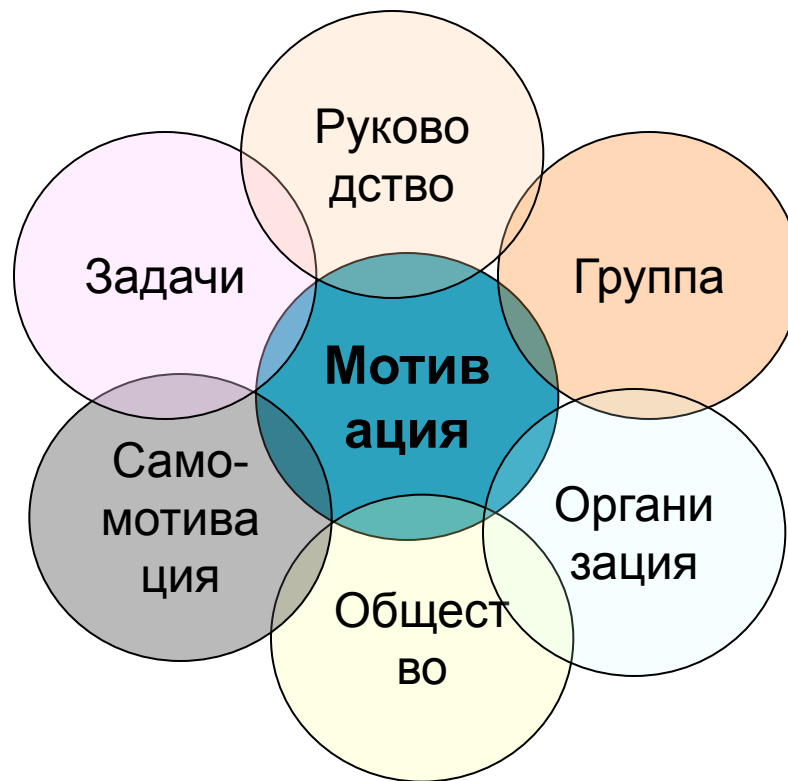 Руково
дство
Задачи
Группа
Мотив
ация
Само-
мотива
ция
Органи
зация
Общест
во